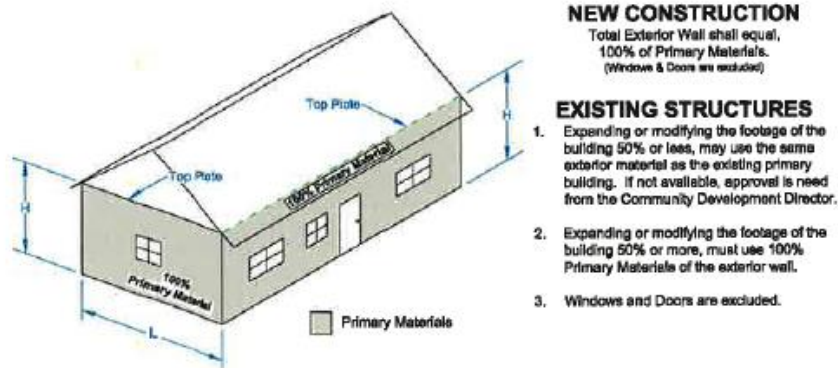 NEW CONSTRUCTION
Total Exterior Wall shall equal,
100% of Primary Materials.
(Windows & Doors are excluded)
EXISTING STRUCTURES
1. Expanding or modifying the footage of the
building 50% or less, may use the same
exterior material as the existing primary
building. If not available, approval is need
from the Community Development Director.
2. Expanding or modifying the footage of the
building 50% or more, must use 100%
Primary Materials of the exterior wall.
3. Windows and Doors are excluded.
Top Plate
H
100% Primary Material
Top Plate
H
100%
Primary Material
L
Primary Materials